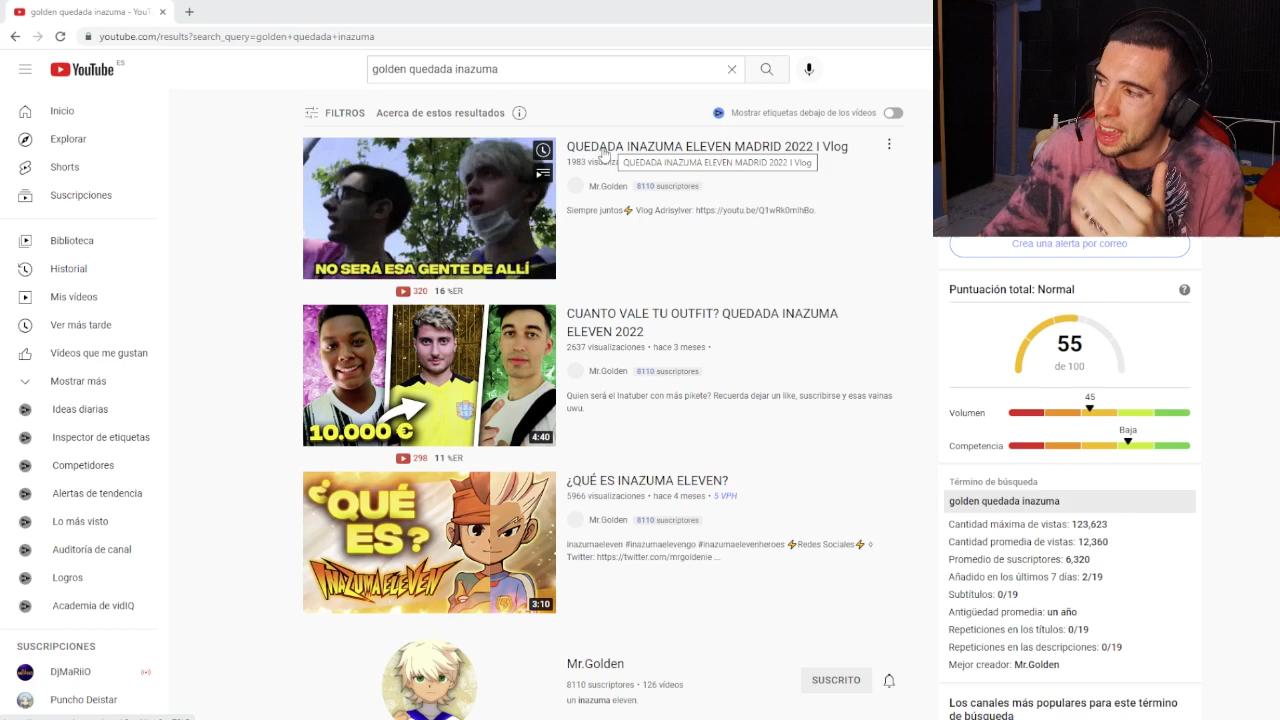 golden quedada inazuma - YouT
youtube.com/results?search_query=golden+quedada+inazuma
YouTube ES
golden quedada inazuma
Inicio
Explorar
Shorts
Suscripciones
Biblioteca
Historial
Mis vídeos
Ver más tarde
Vídeos que me gustan
Mostrar más
Ideas diarias
Inspector de etiquetas
Competidores
Alertas de tendencia
Lo más visto
Auditoría de canal
Logros
Academia de vidIQ
SUSCRIPCIONES
DjMaRiiO
Puncho Deistar
FILTROS
Acerca de estos resultados
Mostrar etiquetas debajo de los vídeos
NO SERÁ ESA GENTE DE ALLÍ
320 16 %ER
QUEDADA INAZUMA ELEVEN MADRID 2022 I Vlog
1983
QUEDADA INAZUMA ELEVEN MADRID 2022 I Vlog
Mr.Golden 8110 suscriptores
Siempre juntos⚡ Vlog Adrisylver: https://youtu.be/Q1wRk0mIhBo.
10.000 €
4:40
298 11 %ER
CUANTO VALE TU OUTFIT? QUEDADA INAZUMA
ELEVEN 2022
2637 visualizaciones • hace 3 meses •
Mr.Golden 8110 suscriptores
Quien será el Inatuber con más pikete? Recuerda dejar un like, suscribirse y esas vainas
uwu.
¿QUÉ
ES?
INAZUMA ELEVEN
3:10
¿QUÉ ES INAZUMA ELEVEN?
5966 visualizaciones • hace 4 meses • 5 VPH
Mr.Golden 8110 suscriptores
inazumaeleven #inazumaelevengo #inazumaelevenheroes ⚡Redes Sociales⚡ ◊
Twitter: https://twitter.com/mrgoldenie ...
Mr.Golden
8110 suscriptores • 126 vídeos
un inazuma eleven.
SUSCRITO
Crea una alerta por correo
Puntuación total: Normal
55
de 100
45
Volumen
Baja
Competencia
Término de búsqueda
golden quedada inazuma
Cantidad máxima de vistas: 123,623
Cantidad promedia de vistas: 12,360
Promedio de suscriptores: 6,320
Añadido en los últimos 7 días: 2/19
Subtítulos: 0/19
Antigüedad promedia: un año
Repeticiones en los títulos: 0/19
Repeticiones en las descripciones: 0/19
Mejor creador: Mr.Golden
Los canales más populares para este término
de búsqueda